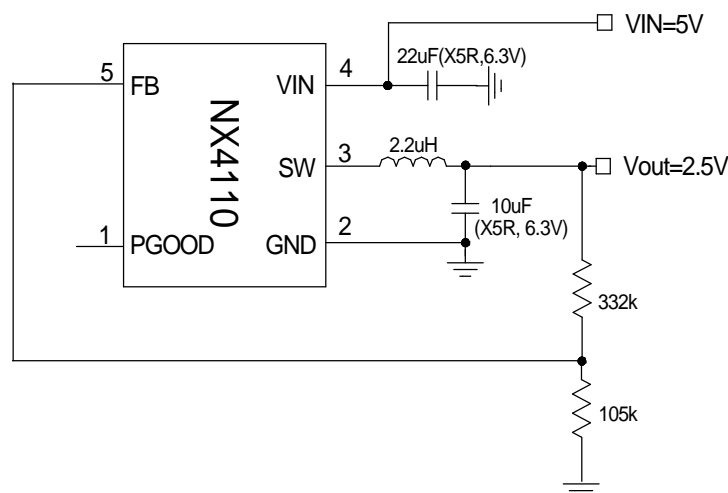 VIN=5V
22uF(X5R,6.3V)
5
FB
VIN
4
NX4110
2.2uH
SW
3
Vout=2.5V
10uF
(X5R, 6.3V)
1
PGOOD
GND
2
332k
105k